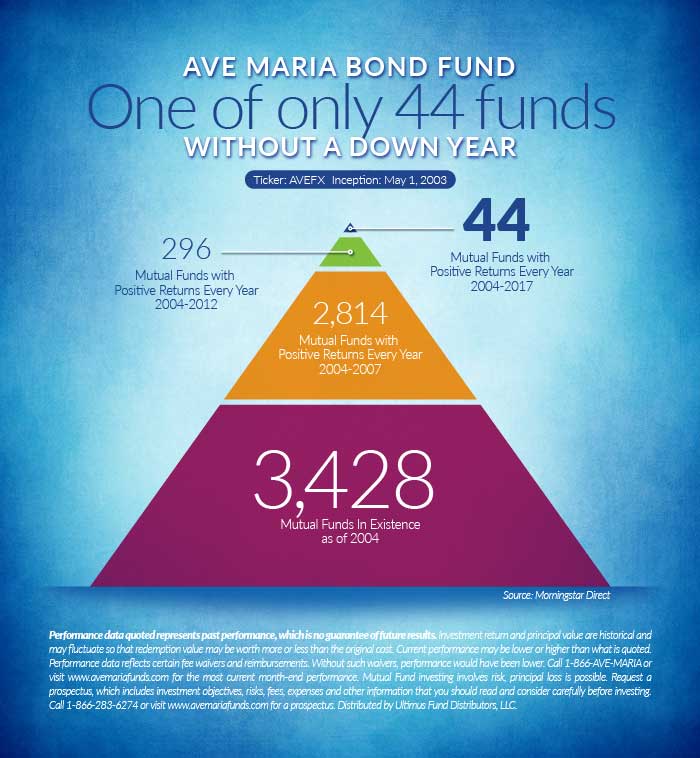 AVE MARIA BOND FUND
One of only 44 funds
WITHOUT A DOWN YEAR
Ticker: AVEFX Inception: May 1, 2003
44
Mutual Funds with
Positive Returns Every Year
2004-2017
296
Mutual Funds with
Positive Returns Every Year
2004-2012
2,814
Mutual Funds with
Positive Returns Every Year
2004-2007
3,428
Mutual Funds In Existence
as of 2004
Source: Morningstar Direct
Performance data quoted represents past performance, which is no guarantee of future results. Investment return and principal value are historical and
may fluctuate so that redemption value may be worth more or less than the original cost. Current performance may be lower or higher than what is quoted.
Performance data reflects certain fee waivers and reimbursements. Without such waivers, performance would have been lower. Call 1-866-AVE-MARIA or
visit www.avemariafunds.com for the most current month-end performance. Mutual Fund investing involves risk, principal loss is possible. Request a
prospectus, which includes investment objectives, risks, fees, expenses and other information that you should read and consider carefully before investing.
Call 1-866-283-6274 or visit www.avemariafunds.com for a prospectus. Distributed by Ultimus Fund Distributors, LLC.